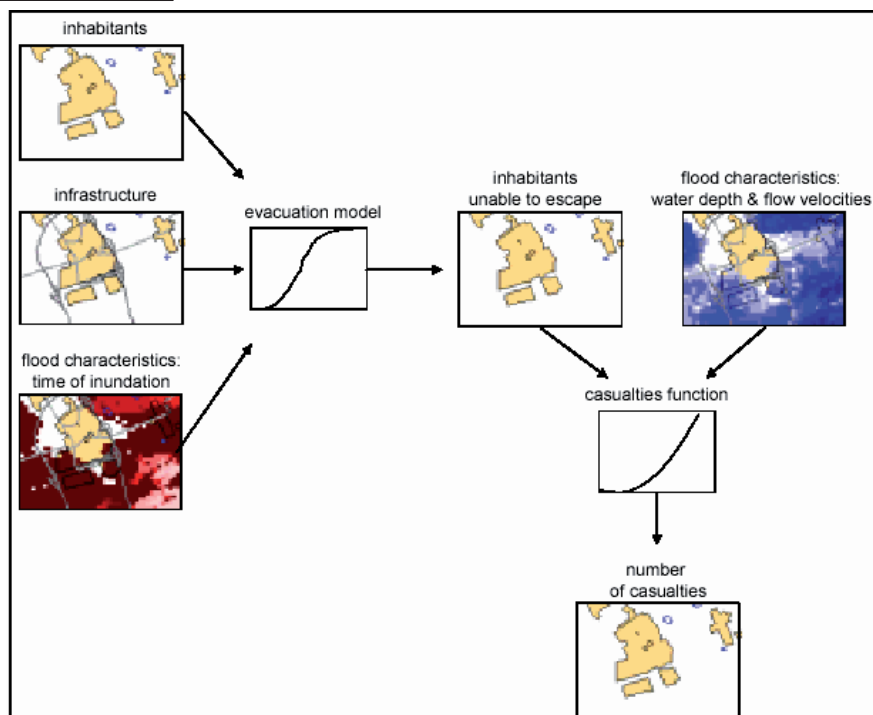 inhabitants
infrastructure
evacuation model
flood characteristics:
time of inundation
inhabitants
unable to escape
flood characteristics:
water depth & flow velocities
casualties function
number
of casualties